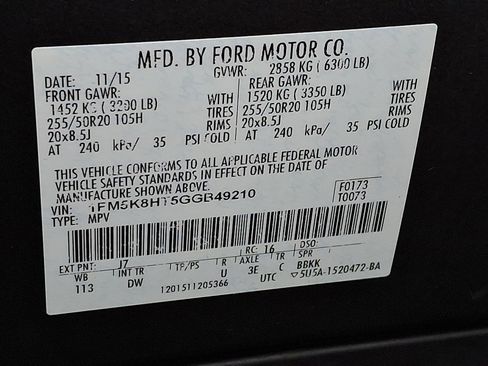 MFD. BY FORD MOTOR CO.
DATE: 11/15 GVWR: 2858 KG ( 6300 LB)
FRONT GAWR: REAR GAWR:
1452 KG ( 3200 LB) WITH 1520 KG ( 3350 LB) WITH
255/50R20 105H TIRES 255/50R20 105H TIRES
20x8.5J RIMS 20x8.5J RIMS
AT 240 kPa/ 35 PSI COLD AT 240 kPa/ 35 PSI COLD
THIS VEHICLE CONFORMS TO ALL APPLICABLE FEDERAL MOTOR
VEHICLE SAFETY STANDARDS IN EFFECT ON THE DATE OF
MANUFACTURE SHOWN ABOVE.
VIN: 1FM5K8HT5GGB49210 F0173
TYPE: MPV T0073
EXT PNT: J7 RC: 16 DSO:
WB INT TR TP/PS R AXLE TR SPR
113 DW U 3E C BBKK
1201511205366 UTC 5U5A-1520472-BA